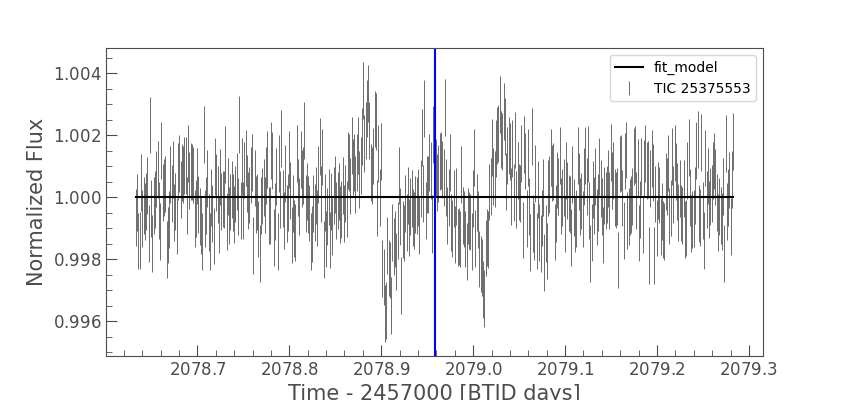 1.004
1.002
1.000
0.998
0.996
Normalized Flux
fit_model
TIC 25375553
2078.7 2078.8 2078.9 2079.0 2079.1 2079.2 2079.3
Time - 2457000 [BTJD days]